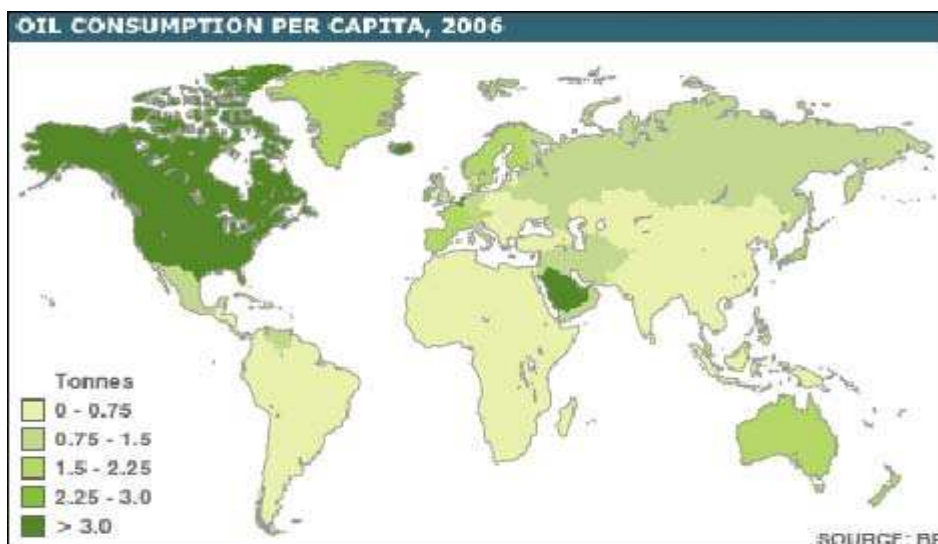 OIL CONSUMPTION PER CAPITA, 2006
Tonnes
0 - 0.75
0.75 - 1.5
1.5 - 2.25
2.25 - 3.0
> 3.0
SOURCE: BP